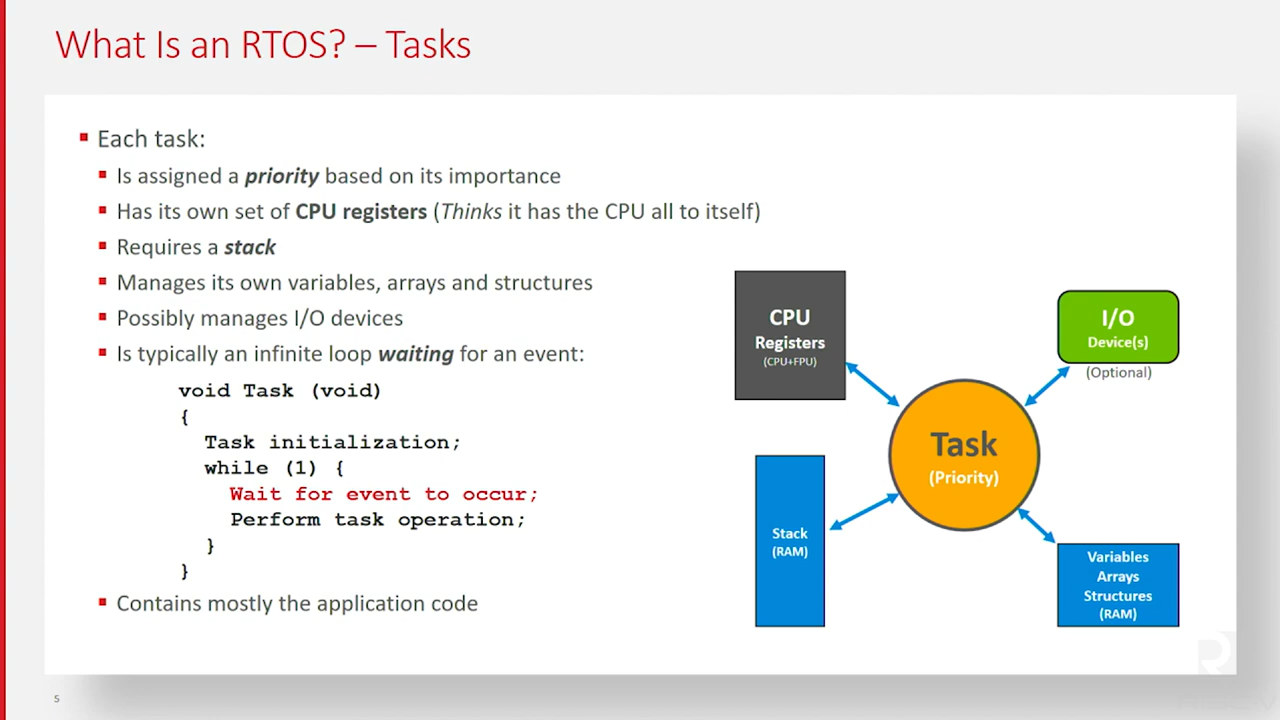 What Is an RTOS? – Tasks
Each task:
Is assigned a priority based on its importance
Has its own set of CPU registers (Thinks it has the CPU all to itself)
Requires a stack
Manages its own variables, arrays and structures
Possibly manages I/O devices
Is typically an infinite loop waiting for an event:
void Task (void)
{
Task initialization;
while (1) {
Wait for event to occur;
Perform task operation;
}
}
Contains mostly the application code
CPU
Registers
(CPU+FPU)
I/O
Device(s)
(Optional)
Task
(Priority)
Stack
(RAM)
Variables
Arrays
Structures
(RAM)
5